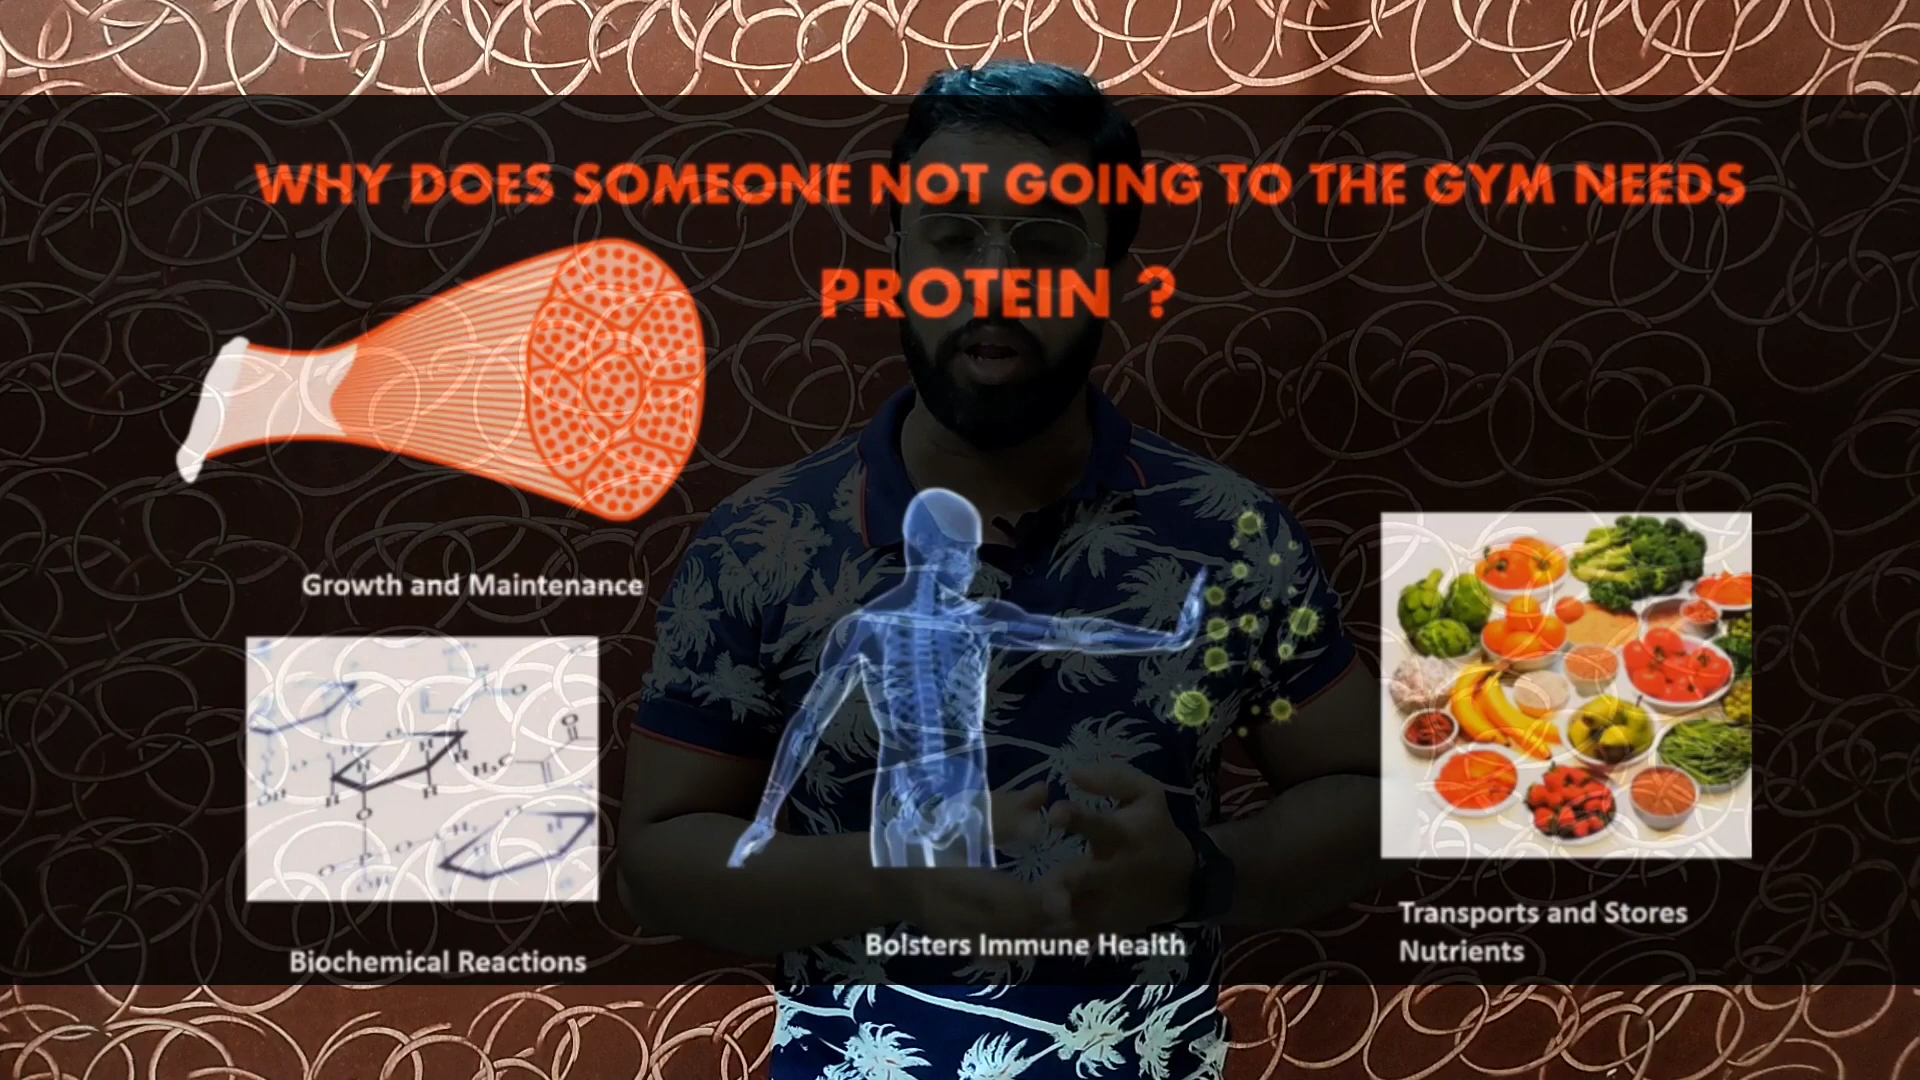 WHY DOES SOMEONE NOT GOING TO THE GYM NEEDS
PROTEIN ?
Growth and Maintenance
Biochemical Reactions
Bolsters Immune Health
Transports and Stores
Nutrients